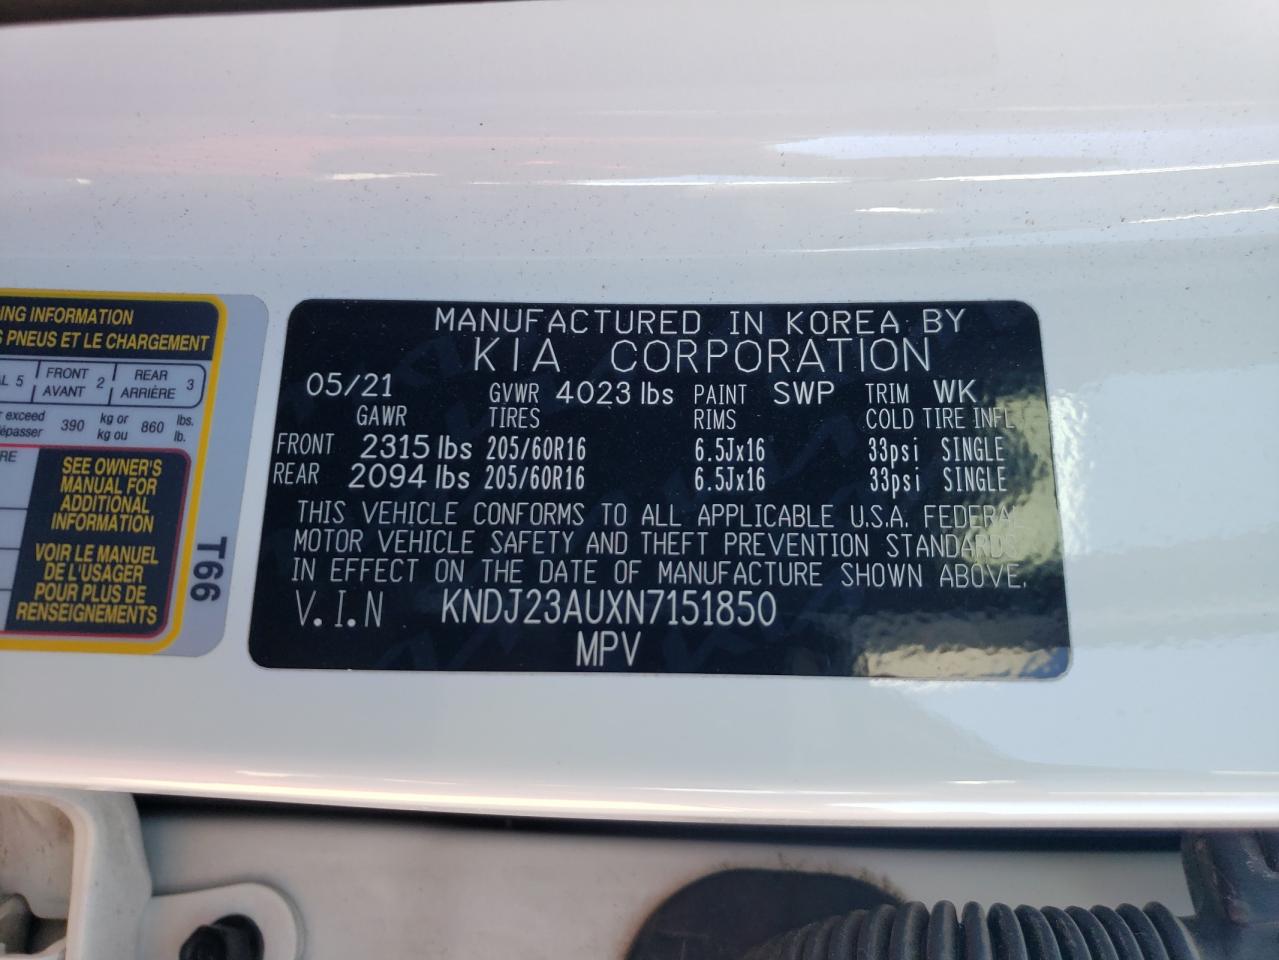 ING INFORMATION
S PNEUS ET LE CHARGEMENT
AL 5 FRONT AVANT 2 REAR ARRIÈRE 3
er exceed
épasser 390 kg or kg ou 860 lbs. lb.
RE
SEE OWNER'S
MANUAL FOR
ADDITIONAL
INFORMATION
VOIR LE MANUEL
DE L'USAGER
POUR PLUS DE
RENSEIGNEMENTS
T66
MANUFACTURED IN KOREA BY
KIA CORPORATION
05/21 GVWR 4023 lbs PAINT SWP TRIM WK
GAWR TIRES RIMS COLD TIRE INFL
FRONT 2315 lbs 205/60R16 6.5Jx16 33psi SINGLE
REAR 2094 lbs 205/60R16 6.5Jx16 33psi SINGLE
THIS VEHICLE CONFORMS TO ALL APPLICABLE U.S.A. FEDERAL
MOTOR VEHICLE SAFETY AND THEFT PREVENTION STANDARDS
IN EFFECT ON THE DATE OF MANUFACTURE SHOWN ABOVE.
V.I.N KNDJ23AUXN7151850
MPV